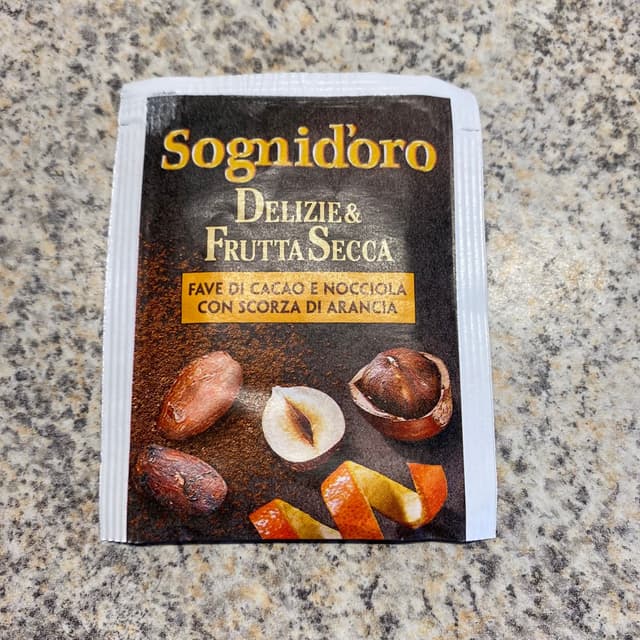 Sognid'oro
DELIZIE&
FRUTTA SECCA
FAVE DI CACAO E NOCCIOLA
CON SCORZA DI ARANCIA